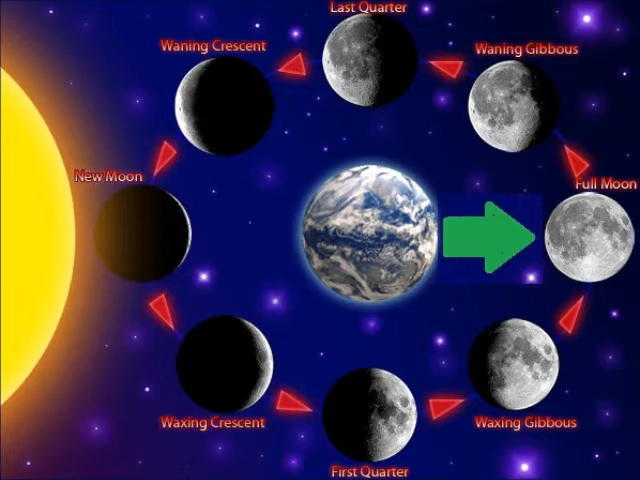 Last Quarter
Waning Crescent
Waning Gibbous
New Moon
Full Moon
Waxing Crescent
Waxing Gibbous
First Quarter